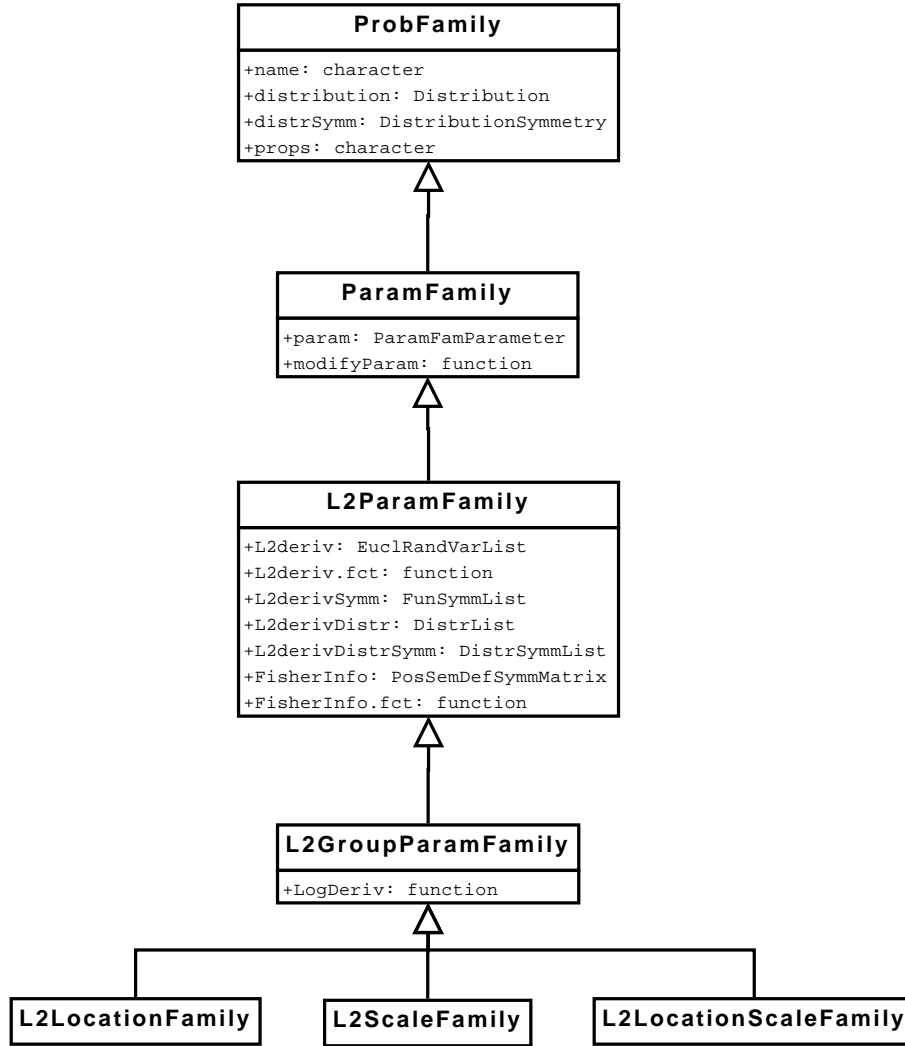 ProbFamily
+name: character
+distribution: Distribution
+distrSymm: DistributionSymmetry
+props: character
ParamFamily
+param: ParamFamParameter
+modifyParam: function
L2ParamFamily
+L2deriv: EuclRandVarList
+L2deriv.fct: function
+L2derivSymm: FunSymmList
+L2derivDistr: DistrList
+L2derivDistrSymm: DistrSymmList
+FisherInfo: PosSemDefSymmMatrix
+FisherInfo.fct: function
L2GroupParamFamily
+LogDeriv: function
L2LocationFamily
L2ScaleFamily
L2LocationScaleFamily